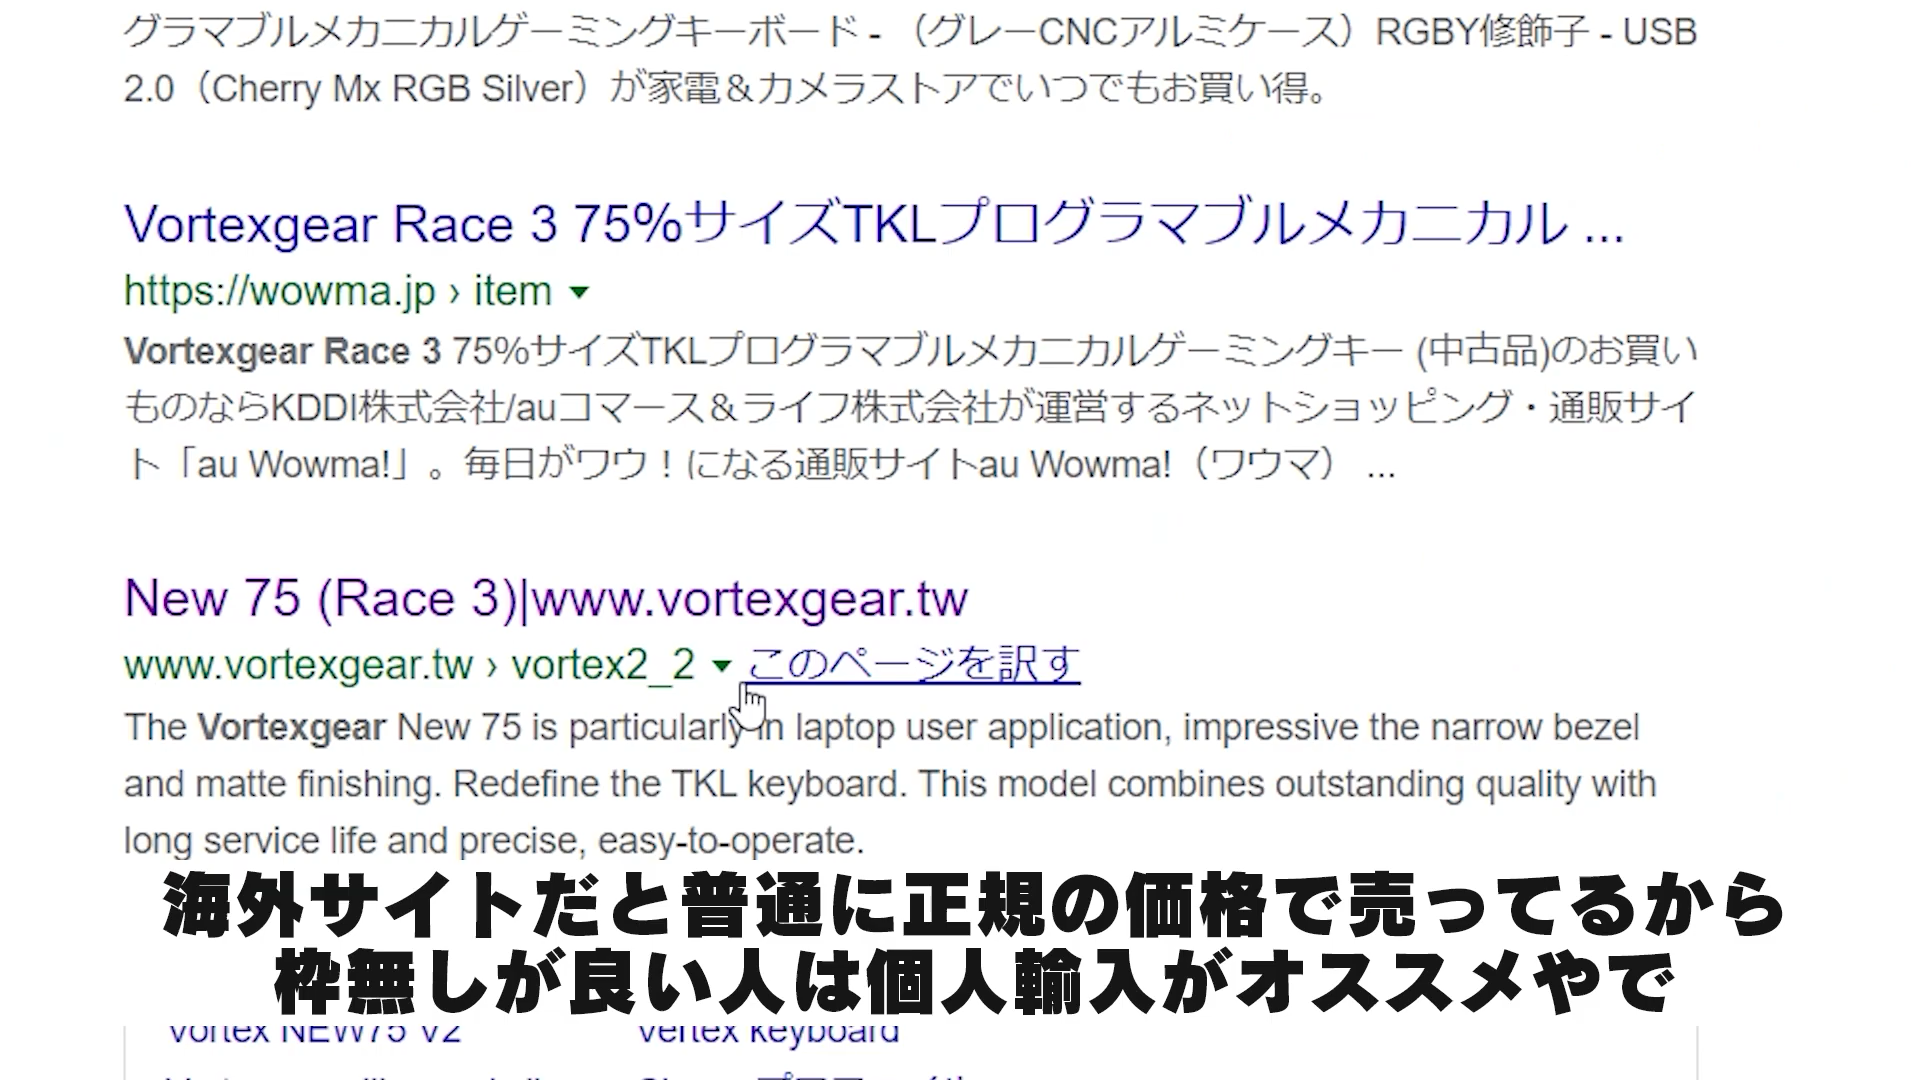 グラマブルメカニカルゲーミングキーボード - （グレーCNCアルミケース）RGBY修飾子 - USB
2.0（Cherry Mx RGB Silver）が家電＆カメラストアでいつでもお買い得。
Vortexgear Race 3 75%サイズTKLプログラマブルメカニカル ...
https://wowma.jp › item
Vortexgear Race 3 75%サイズTKLプログラマブルメカニカルゲーミングキー (中古品)のお買い
ものならKDDI株式会社/auコマース＆ライフ株式会社が運営するネットショッピング・通販サイ
ト「au Wowma!」。毎日がワウ！になる通販サイトau Wowma!（ワウマ） ...
New 75 (Race 3)|www.vortexgear.tw
www.vortexgear.tw › vortex2_2 このページを訳す
The Vortexgear New 75 is particularly in laptop user application, impressive the narrow bezel
and matte finishing. Redefine the TKL keyboard. This model combines outstanding quality with
long service life and precise, easy-to-operate.
海外サイトだと普通に正規の価格で売ってるから
枠無しが良い人は個人輸入がオススメやで
vortex NEW75 V2 vertex keyboard